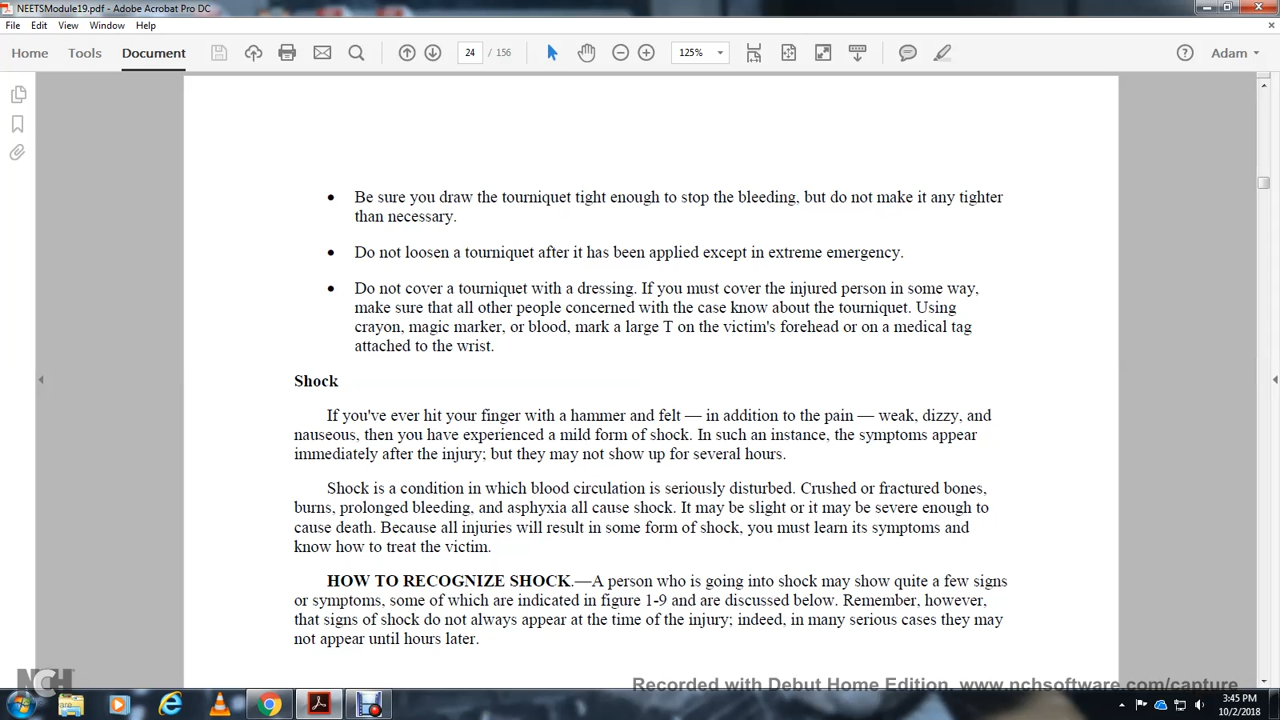 NEETSModule19.pdf - Adobe Acrobat Pro DC
File Edit View Window Help
Home Tools Document 24 / 156 125% Adam
• Be sure you draw the tourniquet tight enough to stop the bleeding, but do not make it any tighter
than necessary.
• Do not loosen a tourniquet after it has been applied except in extreme emergency.
• Do not cover a tourniquet with a dressing. If you must cover the injured person in some way,
make sure that all other people concerned with the case know about the tourniquet. Using
crayon, magic marker, or blood, mark a large T on the victim's forehead or on a medical tag
attached to the wrist.
Shock
If you've ever hit your finger with a hammer and felt — in addition to the pain — weak, dizzy, and
nauseous, then you have experienced a mild form of shock. In such an instance, the symptoms appear
immediately after the injury; but they may not show up for several hours.
Shock is a condition in which blood circulation is seriously disturbed. Crushed or fractured bones,
burns, prolonged bleeding, and asphyxia all cause shock. It may be slight or it may be severe enough to
cause death. Because all injuries will result in some form of shock, you must learn its symptoms and
know how to treat the victim.
HOW TO RECOGNIZE SHOCK.—A person who is going into shock may show quite a few signs
or symptoms, some of which are indicated in figure 1-9 and are discussed below. Remember, however,
that signs of shock do not always appear at the time of the injury; indeed, in many serious cases they may
not appear until hours later.
NCH
Recorded with Debut Home Edition. www.nchsoftware.com/capture
3:45 PM
10/2/2018